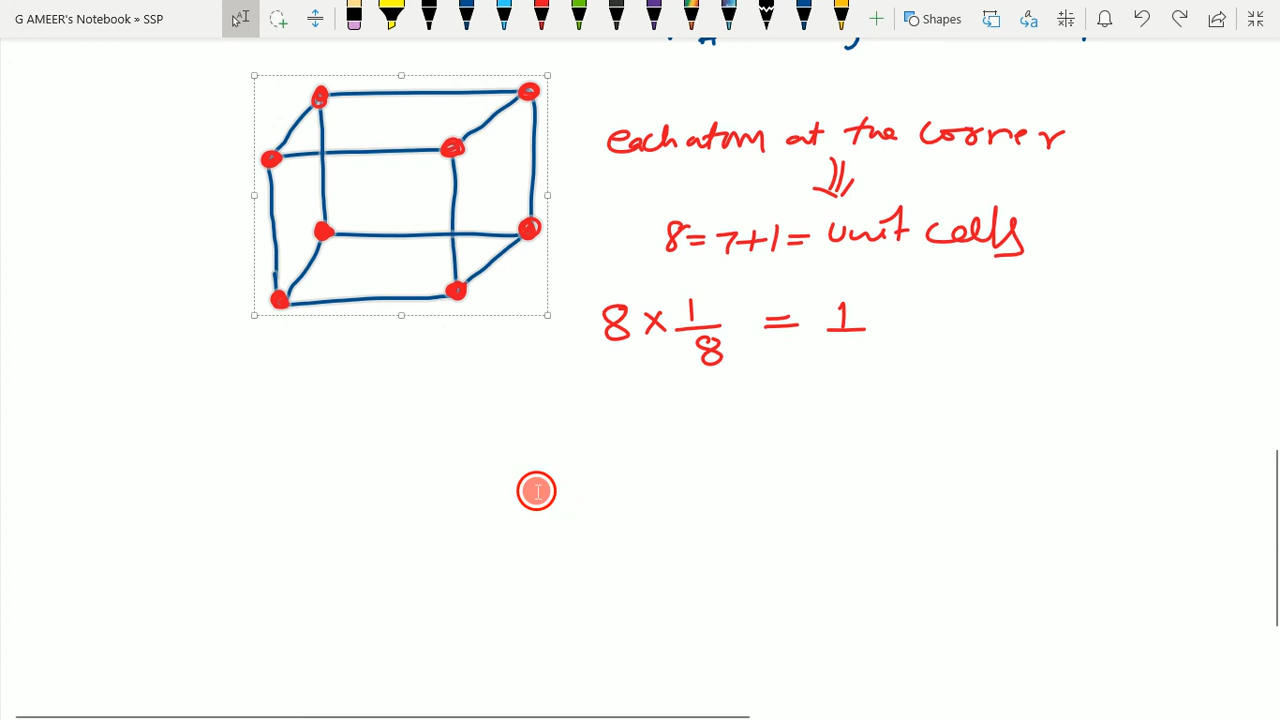 G AMEER's Notebook » SSP
Shapes
each atom at the corner
8 = 7+1 = unit cells
8 × 1/8 = 1